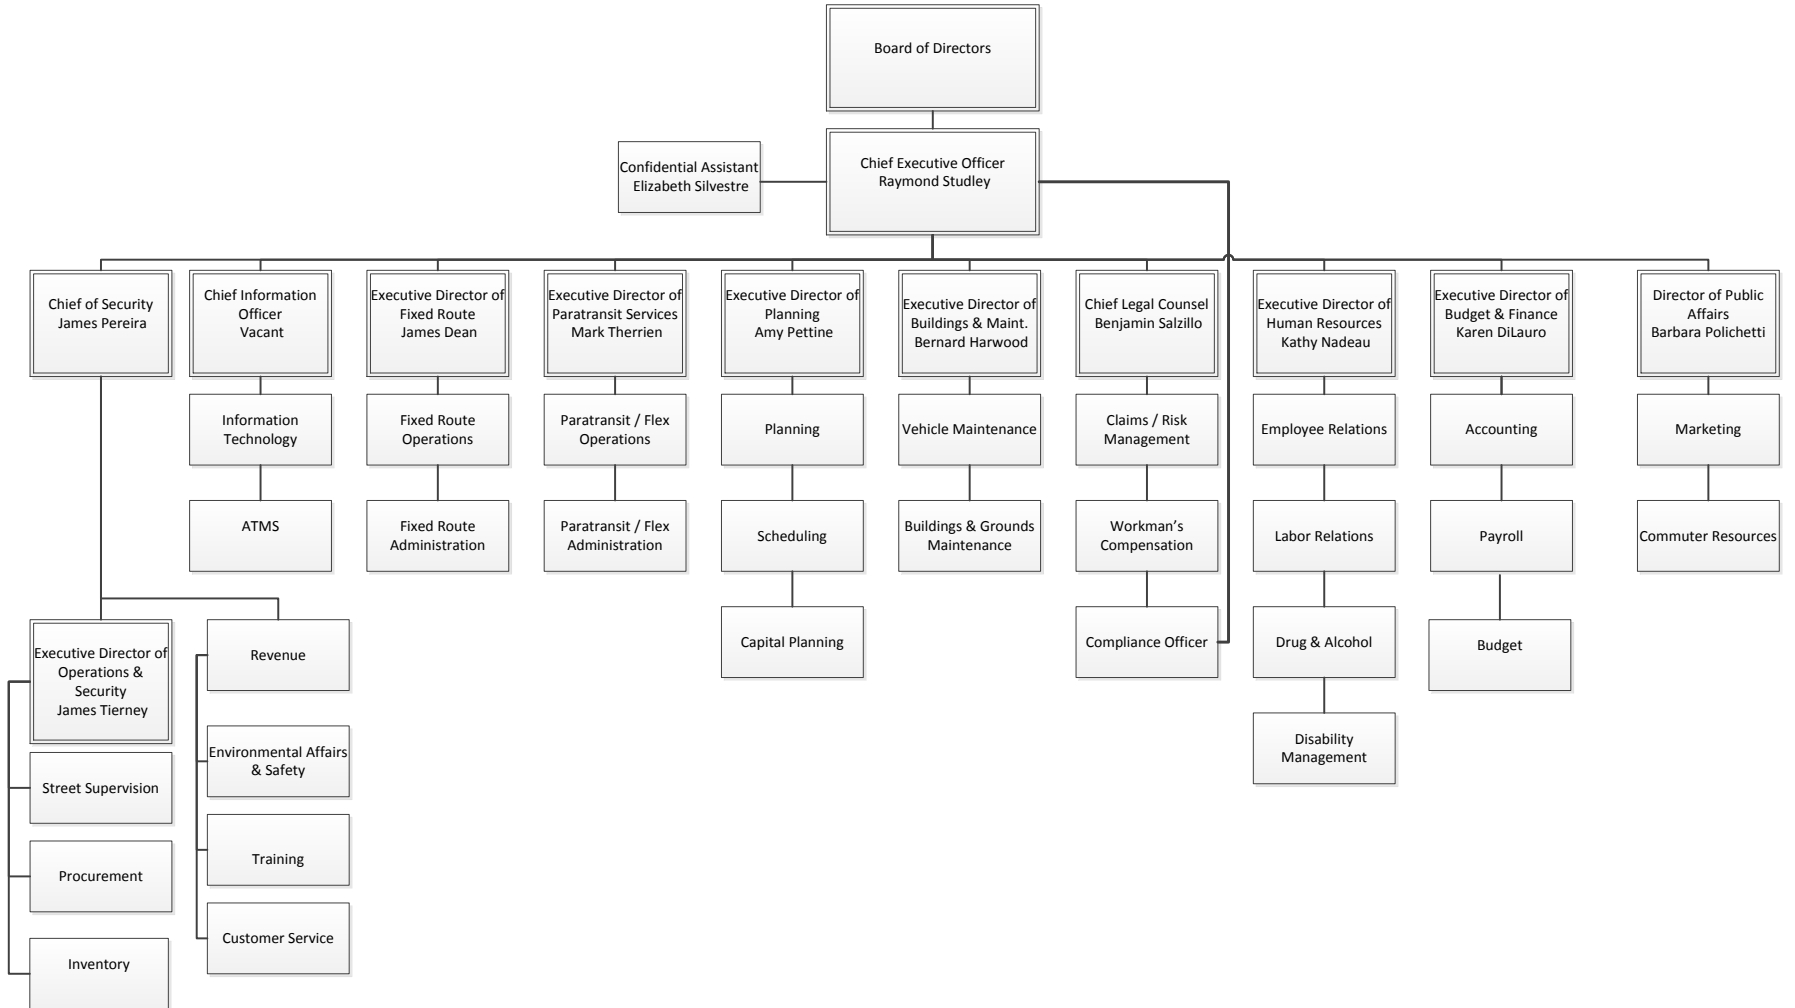 Board of Directors
Chief Executive Officer
Raymond Studley
Confidential Assistant
Elizabeth Silvestre
Chief of Security
James Pereira
Chief Information
Officer
Vacant
Executive Director of
Fixed Route
James Dean
Executive Director of
Paratransit Services
Mark Therrien
Executive Director of
Planning
Amy Pettine
Executive Director of
Buildings & Maint.
Bernard Harwood
Chief Legal Counsel
Benjamin Salzillo
Executive Director of
Human Resources
Kathy Nadeau
Executive Director of
Budget & Finance
Karen DiLauro
Director of Public
Affairs
Barbara Polichetti
Information
Technology
Fixed Route
Operations
Paratransit / Flex
Operations
Planning
Vehicle Maintenance
Claims / Risk
Management
Employee Relations
Accounting
Marketing
ATMS
Fixed Route
Administration
Paratransit / Flex
Administration
Scheduling
Buildings & Grounds
Maintenance
Workman’s
Compensation
Labor Relations
Payroll
Commuter Resources
Executive Director of
Operations &
Security
James Tierney
Revenue
Capital Planning
Compliance Officer
Drug & Alcohol
Budget
Environmental Affairs
& Safety
Disability
Management
Street Supervision
Training
Procurement
Customer Service
Inventory